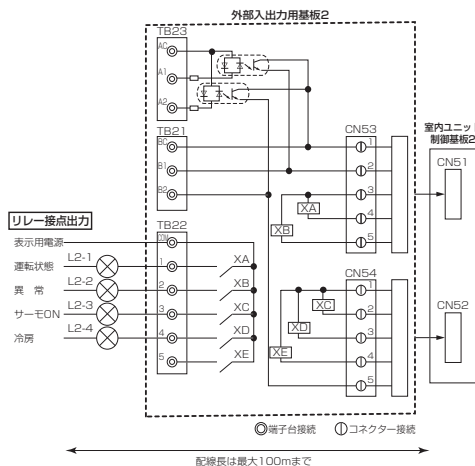 外部入出力用基板2
TB23
AC
A1
A2
TB21
BC
B1
B2
CN53
1
2
3
4
5
XA
XB
室内ユニット
制御基板2
CN51
リレー接点出力
表示用電源
運転状態 L2-1
異 常 L2-2
サーモON L2-3
冷房 L2-4
TB22
COM
1
2
3
4
5
XA
XB
XC
XD
XE
CN54
1
2
3
4
5
XC
XD
XE
CN52
端子台接続 コネクター接続
配線長は最大100mまで